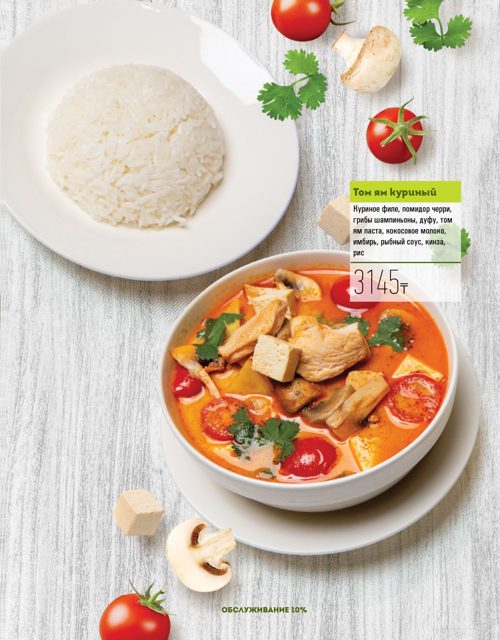 Том ям куриный
Куриное филе, помидор черри,
грибы шампиньоны, дуфу, том
ям паста, кокосовое молоко,
имбирь, рыбный соус, кинза,
рис
3145₸
ОБСЛУЖИВАНИЕ 10%